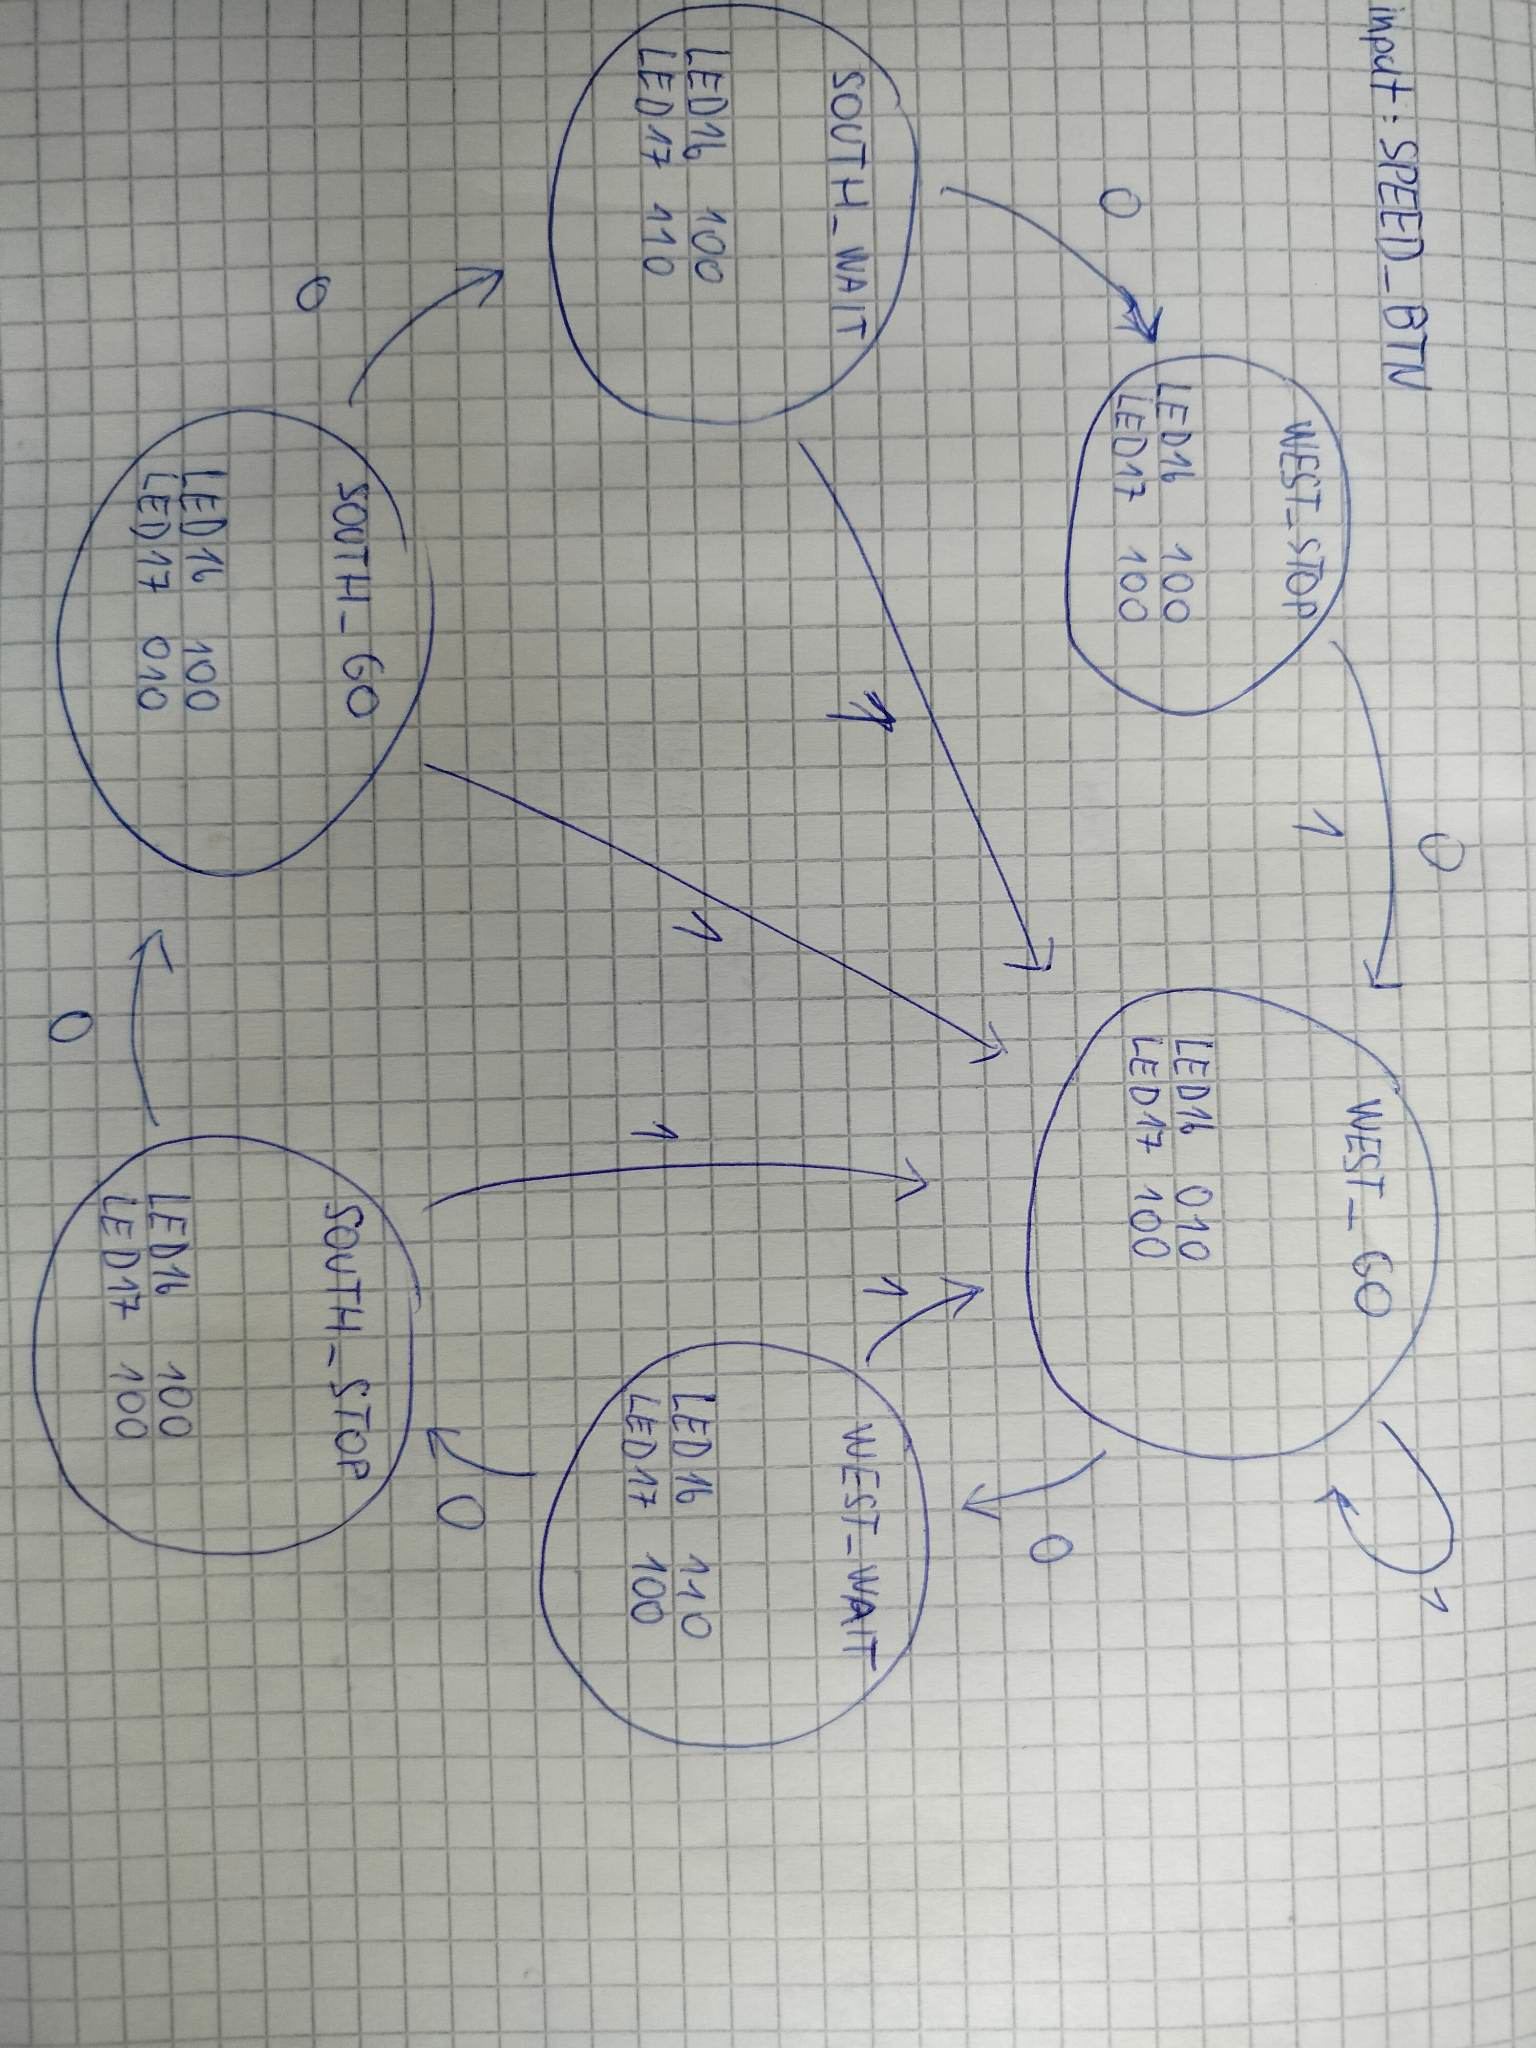 input: SPEED_BTN
0
1
1
WEST_STOP
LED16 100
LED17 100
WEST_GO
LED16 010
LED17 100
0
0
1
1
SOUTH_WAIT
LED16 100
LED17 110
WEST_WAIT
LED16 110
LED17 100
1
1
0
0
SOUTH_GO
LED16 100
LED17 010
SOUTH_STOP
LED16 100
LED17 100
0